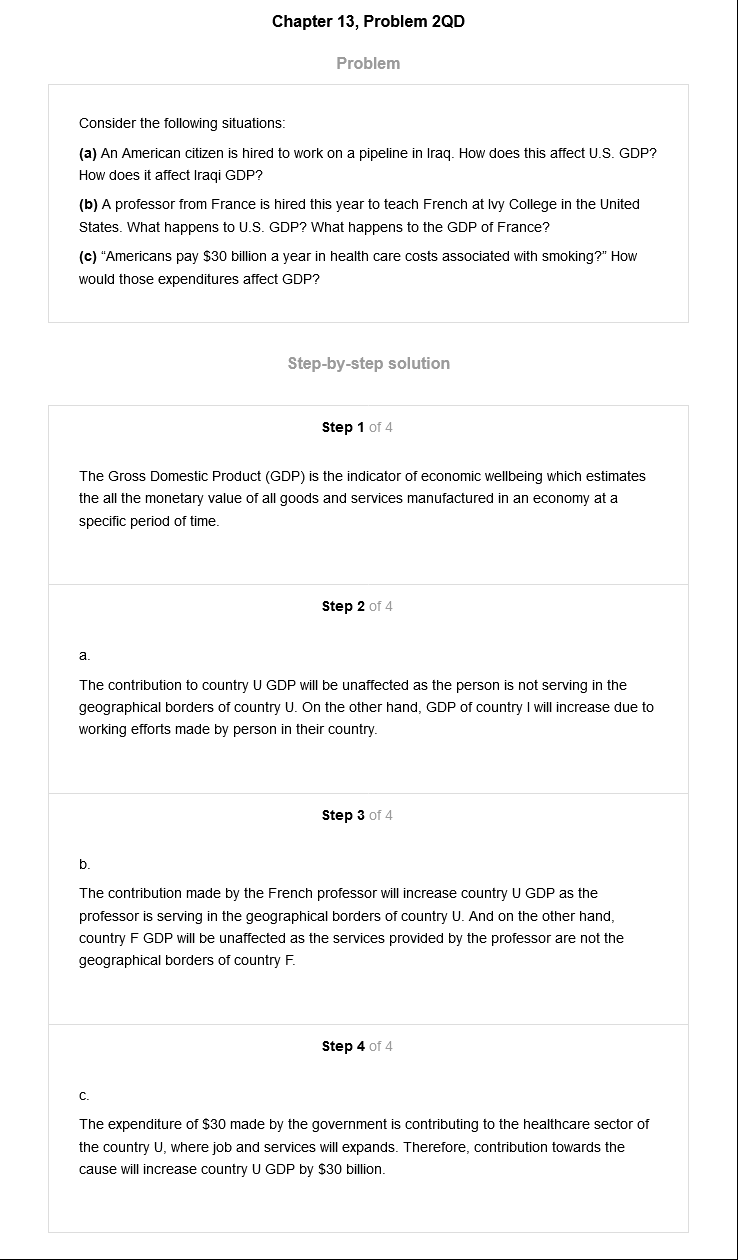 Chapter 13, Problem 2QD
Problem
Consider the following situations:
(a) An American citizen is hired to work on a pipeline in Iraq. How does this affect U.S. GDP?
How does it affect Iraqi GDP?
(b) A professor from France is hired this year to teach French at Ivy College in the United
States. What happens to U.S. GDP? What happens to the GDP of France?
(c) “Americans pay $30 billion a year in health care costs associated with smoking?” How
would those expenditures affect GDP?
Step-by-step solution
Step 1 of 4
The Gross Domestic Product (GDP) is the indicator of economic wellbeing which estimates
the all the monetary value of all goods and services manufactured in an economy at a
specific period of time.
Step 2 of 4
a.
The contribution to country U GDP will be unaffected as the person is not serving in the
geographical borders of country U. On the other hand, GDP of country I will increase due to
working efforts made by person in their country.
Step 3 of 4
b.
The contribution made by the French professor will increase country U GDP as the
professor is serving in the geographical borders of country U. And on the other hand,
country F GDP will be unaffected as the services provided by the professor are not the
geographical borders of country F.
Step 4 of 4
c.
The expenditure of $30 made by the government is contributing to the healthcare sector of
the country U, where job and services will expands. Therefore, contribution towards the
cause will increase country U GDP by $30 billion.